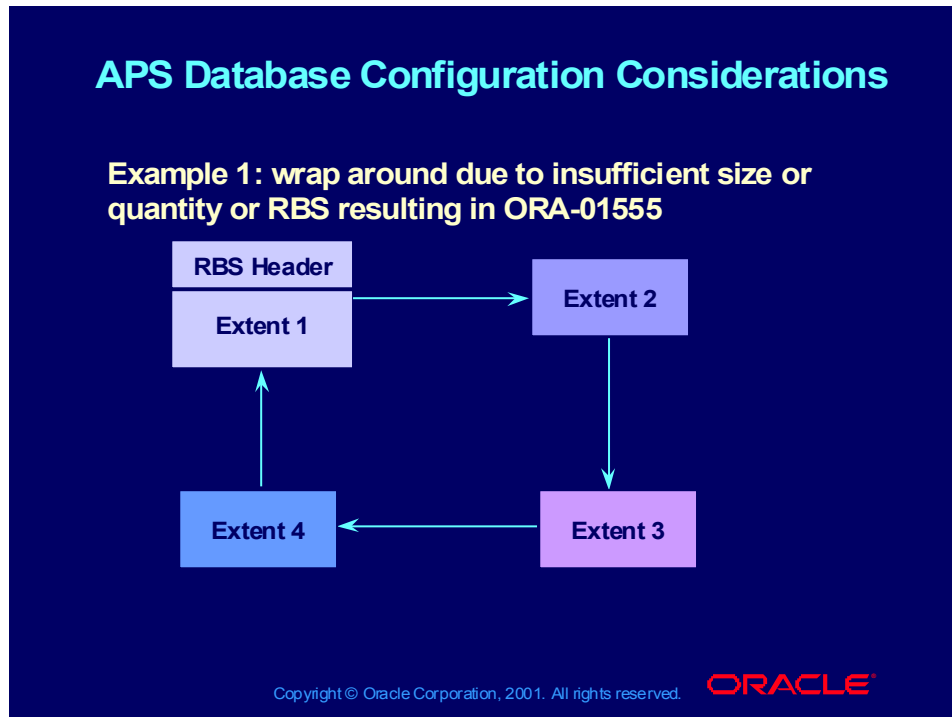 APS Database Configuration Considerations
Example 1: wrap around due to insufficient size or
quantity or RBS resulting in ORA-01555
RBS Header
Extent 1
Extent 2
Extent 4
Extent 3
Copyright © Oracle Corporation, 2001. All rights reserved.
ORACLE